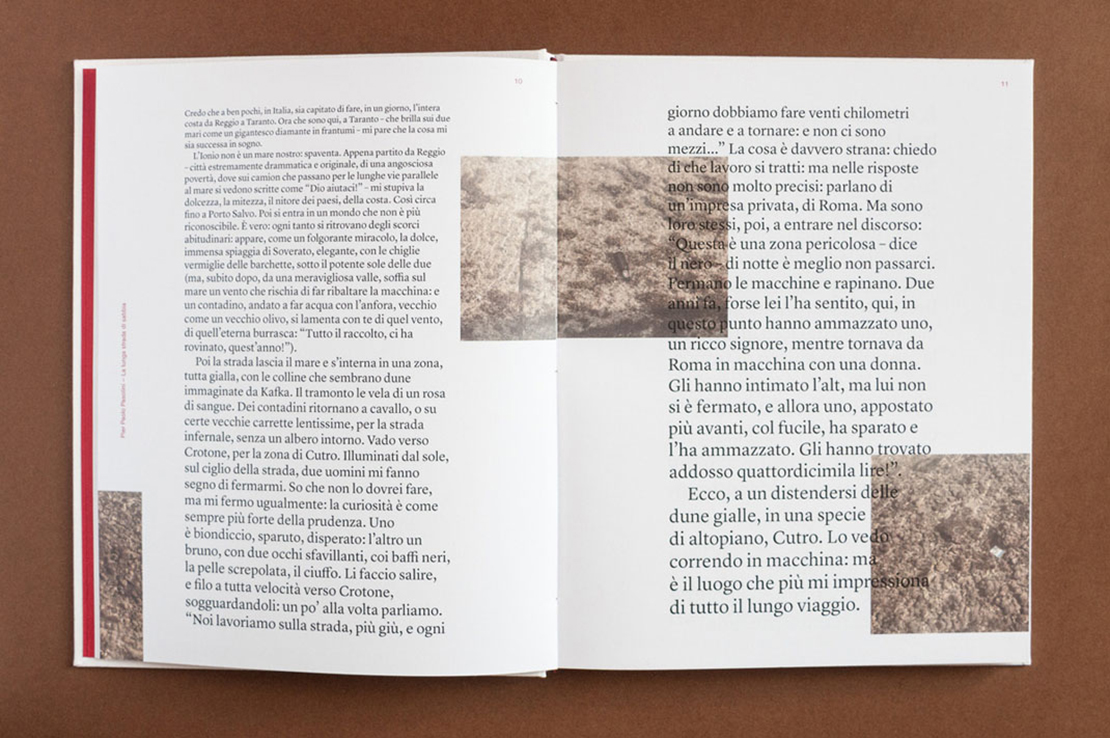 10
Credo che a ben pochi, in Italia, sia capitato di fare, in un giorno, l’intera
costa da Reggio a Taranto. Ora che sono qui, a Taranto – che brilla sui due
mari come un gigantesco diamante in frantumi – mi pare che la cosa mi
sia successa in sogno.
L’Ionio non è un mare nostro: spaventa. Appena partito da Reggio
– città estremamente drammatica e originale, di una angosciosa
povertà, dove sui camion che passano per le lunghe vie parallele
al mare si vedono scritte come “Dio aiutaci!” – mi stupiva la
dolcezza, la mitezza, il nitore dei paesi, della costa. Così circa
fino a Porto Salvo. Poi si entra in un mondo che non è più
riconoscibile. È vero: ogni tanto si ritrovano degli scorci
abitudinari: appare, come un folgorante miracolo, la dolce,
immensa spiaggia di Soverato, elegante, con le chiglie
vermiglie delle barchette, sotto il potente sole delle due
(ma, subito dopo, da una meravigliosa valle, soffia sul
mare un vento che rischia di far ribaltare la macchina: e
un contadino, andato a far acqua con l’anfora, vecchio
come un vecchio olivo, si lamenta con te di quel vento,
di quell’eterna burrasca: “Tutto il raccolto, ci ha
rovinato, quest’anno!”).
Poi la strada lascia il mare e s’interna in una zona,
tutta gialla, con le colline che sembrano dune
immaginate da Kafka. Il tramonto le vela di un rosa
di sangue. Dei contadini ritornano a cavallo, o su
certe vecchie carrette lentissime, per la strada
infernale, senza un albero intorno. Vado verso
Crotone, per la zona di Cutro. Illuminati dal sole,
sul ciglio della strada, due uomini mi fanno
segno di fermarmi. So che non lo dovrei fare,
ma mi fermo ugualmente: la curiosità è come
sempre più forte della prudenza. Uno
è biondiccio, sparuto, disperato: l’altro un
bruno, con due occhi sfavillanti, coi baffi neri,
la pelle screpolata, il ciuffo. Li faccio salire,
e filo a tutta velocità verso Crotone,
sogguardandoli: un po’ alla volta parliamo.
“Noi lavoriamo sulla strada, più giù, e ogni
Pier Paolo Pasolini – La lunga strada di sabbia
11
giorno dobbiamo fare venti chilometri
a andare e a tornare: e non ci sono
mezzi...” La cosa è davvero strana: chiedo
di che lavoro si tratti: ma nelle risposte
non sono molto precisi: parlano di
un’impresa privata, di Roma. Ma sono
loro stessi, poi, a entrare nel discorso:
“Questa è una zona pericolosa – dice
il nero – di notte è meglio non passarci.
Fermano le macchine e rapinano. Due
anni fa, forse lei l’ha sentito, qui, in
questo punto hanno ammazzato uno,
un ricco signore, mentre tornava da
Roma in macchina con una donna.
Gli hanno intimato l’alt, ma lui non
si è fermato, e allora uno, appostato
più avanti, col fucile, ha sparato e
l’ha ammazzato. Gli hanno trovato
addosso quattordicimila lire!”.
Ecco, a un distendersi delle
dune gialle, in una specie
di altopiano, Cutro. Lo vedo
correndo in macchina: ma
è il luogo che più mi impressiona
di tutto il lungo viaggio.